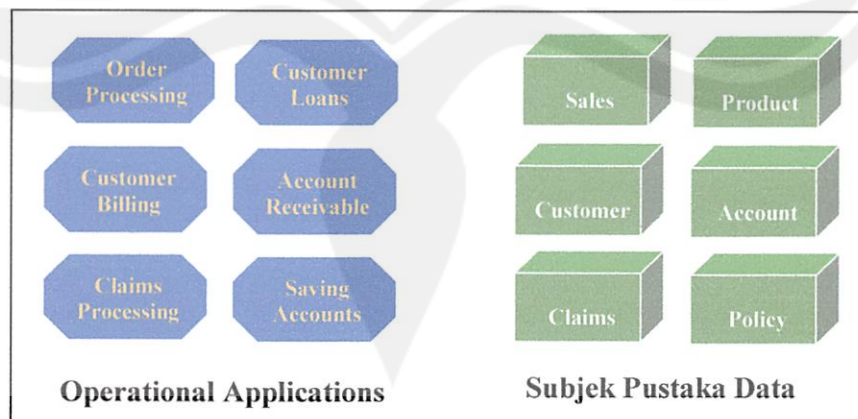 Order
Processing
Customer
Loans
Sales
Product
Customer
Billing
Account
Receivable
Customer
Account
Claims
Processing
Saving
Accounts
Claims
Policy
Operational Applications
Subjek Pustaka Data